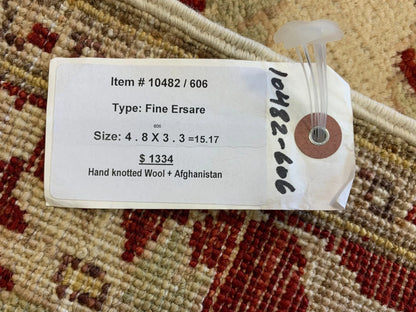 Item # 10482 / 606
Type: Fine Ersare
606
Size: 4 . 8 X 3 . 3 =15.17
$ 1334
Hand knotted Wool + Afghanistan
10482-606